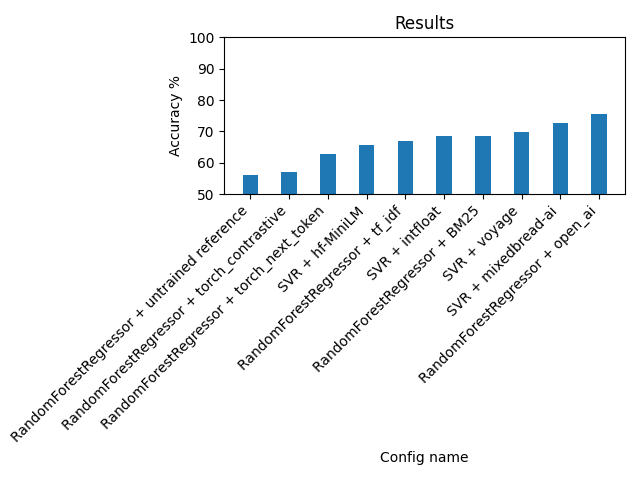 Results
Accuracy %
100
90
80
70
60
50
RandomForestRegressor + untrained reference
RandomForestRegressor + torch_contrastive
RandomForestRegressor + torch_next_token
SVR + hf-MiniLM
RandomForestRegressor + tf_idf
SVR + intfloat
RandomForestRegressor + BM25
SVR + voyage
SVR + mixedbread-ai
RandomForestRegressor + open_ai
Config name